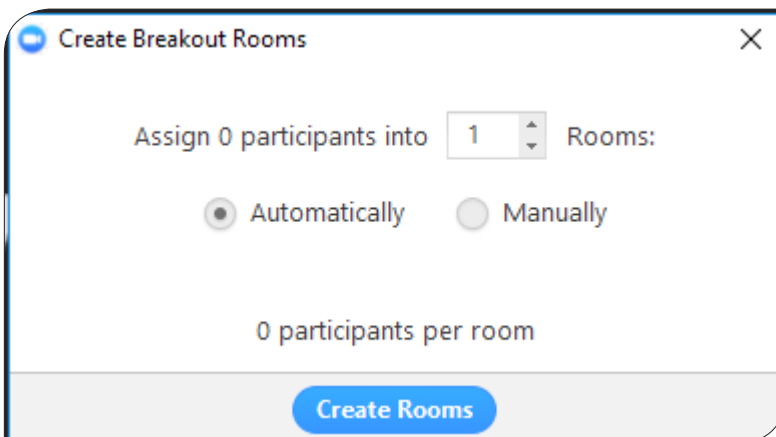 Create Breakout Rooms
Assign 0 participants into 1 Rooms:
Automatically Manually
0 participants per room
Create Rooms